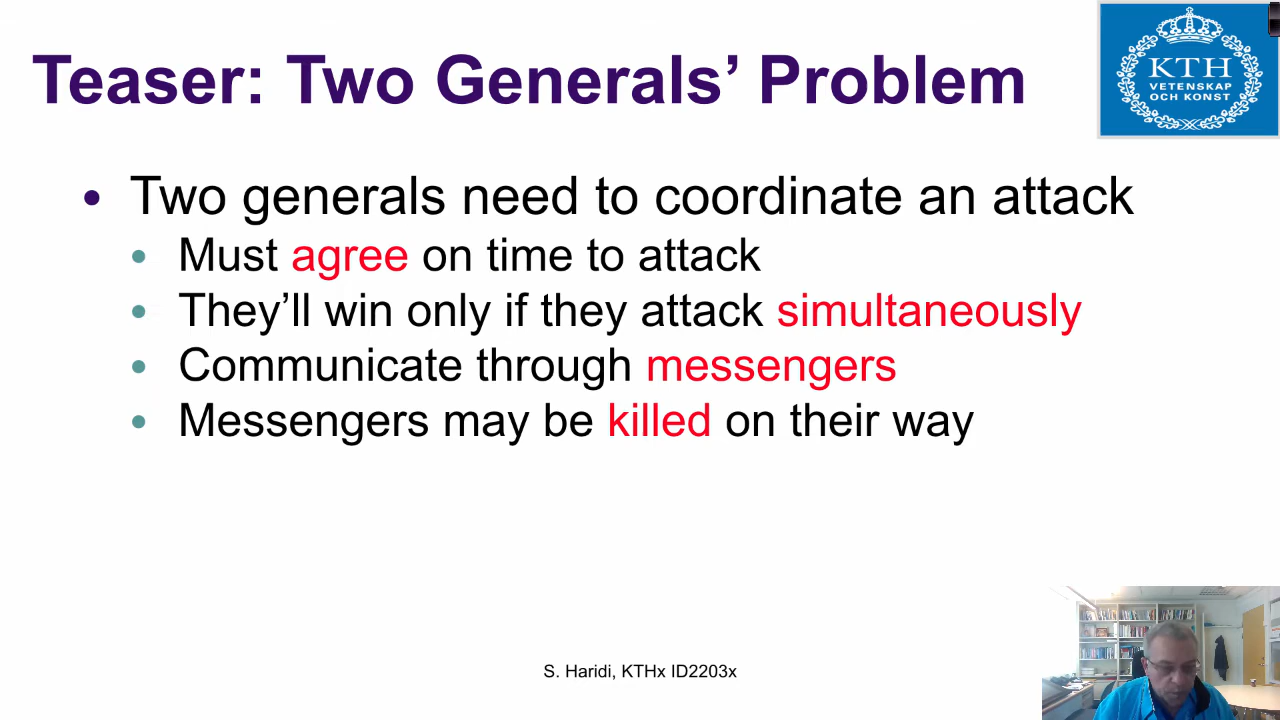 Teaser: Two Generals’ Problem
KTH
VETENSKAP
OCH KONST
• Two generals need to coordinate an attack
• Must agree on time to attack
• They’ll win only if they attack simultaneously
• Communicate through messengers
• Messengers may be killed on their way
S. Haridi, KTHx ID2203x